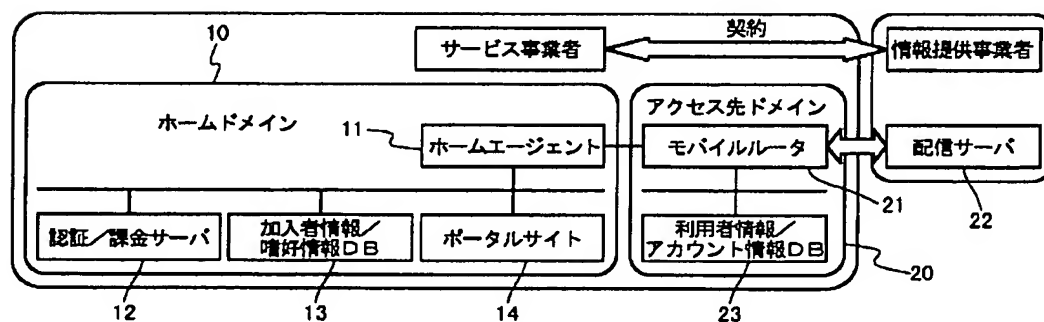 10
契約
サービス事業者
情報提供事業者
ホームドメイン
アクセス先ドメイン
11
ホームエージェント
モバイルルータ
配信サーバ
21
22
認証/課金サーバ
加入者情報/
嗜好情報DB
ポータルサイト
利用者情報/
アカウント情報DB
20
12
13
14
23